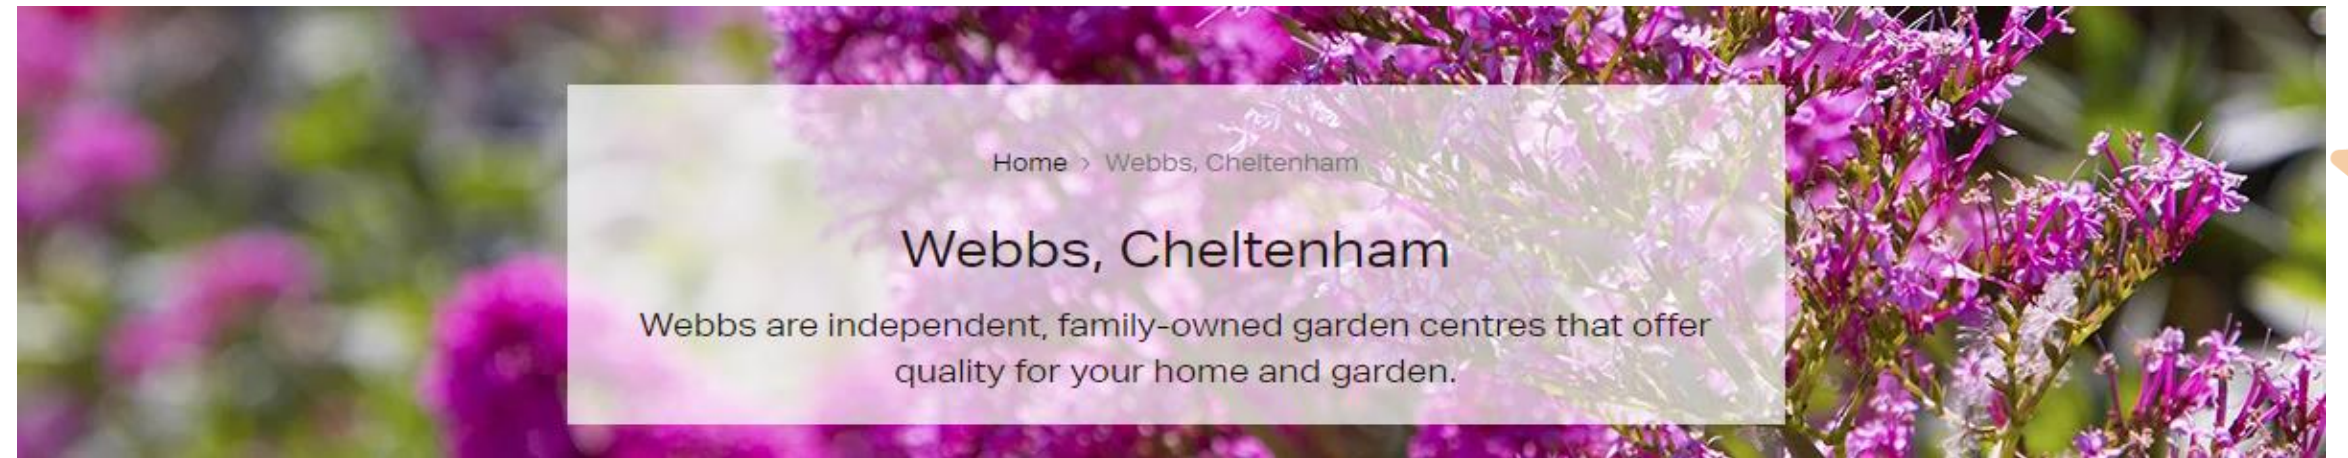 Home > Webbs, Cheltenham
Webbs, Cheltenham
Webbs are independent, family-owned garden centres that offer
quality for your home and garden.